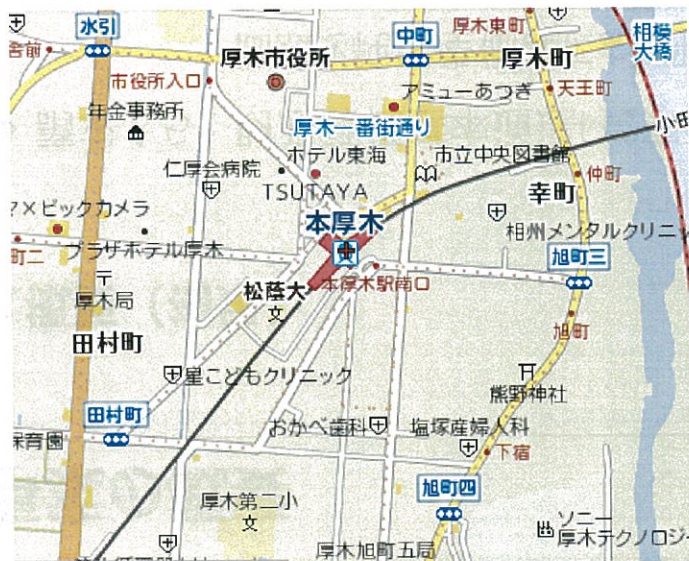 水引
厚木東町
相模
大橋
舎前
中町
厚木町
厚木市役所
市役所入口
アミューあつぎ
天王町
年金事務所
厚木一番街通り
小田
仁厚会病院
ホテル東海
市立中央図書館
仲町
TSUTAYA
幸町
マ×ビックカメラ
本厚木
相州メンタルクリニッ
プラザホテル厚木
町二
旭町三
本厚木駅南口
〒
厚木局
松蔭大
文
旭町
田村町
星こどもクリニック
熊野神社
田村町
おかべ歯科
塩塚産婦人科
保育園
下宿
旭町四
厚木第二小
文
ソニー
厚木テクノロジー
厚木旭町五局